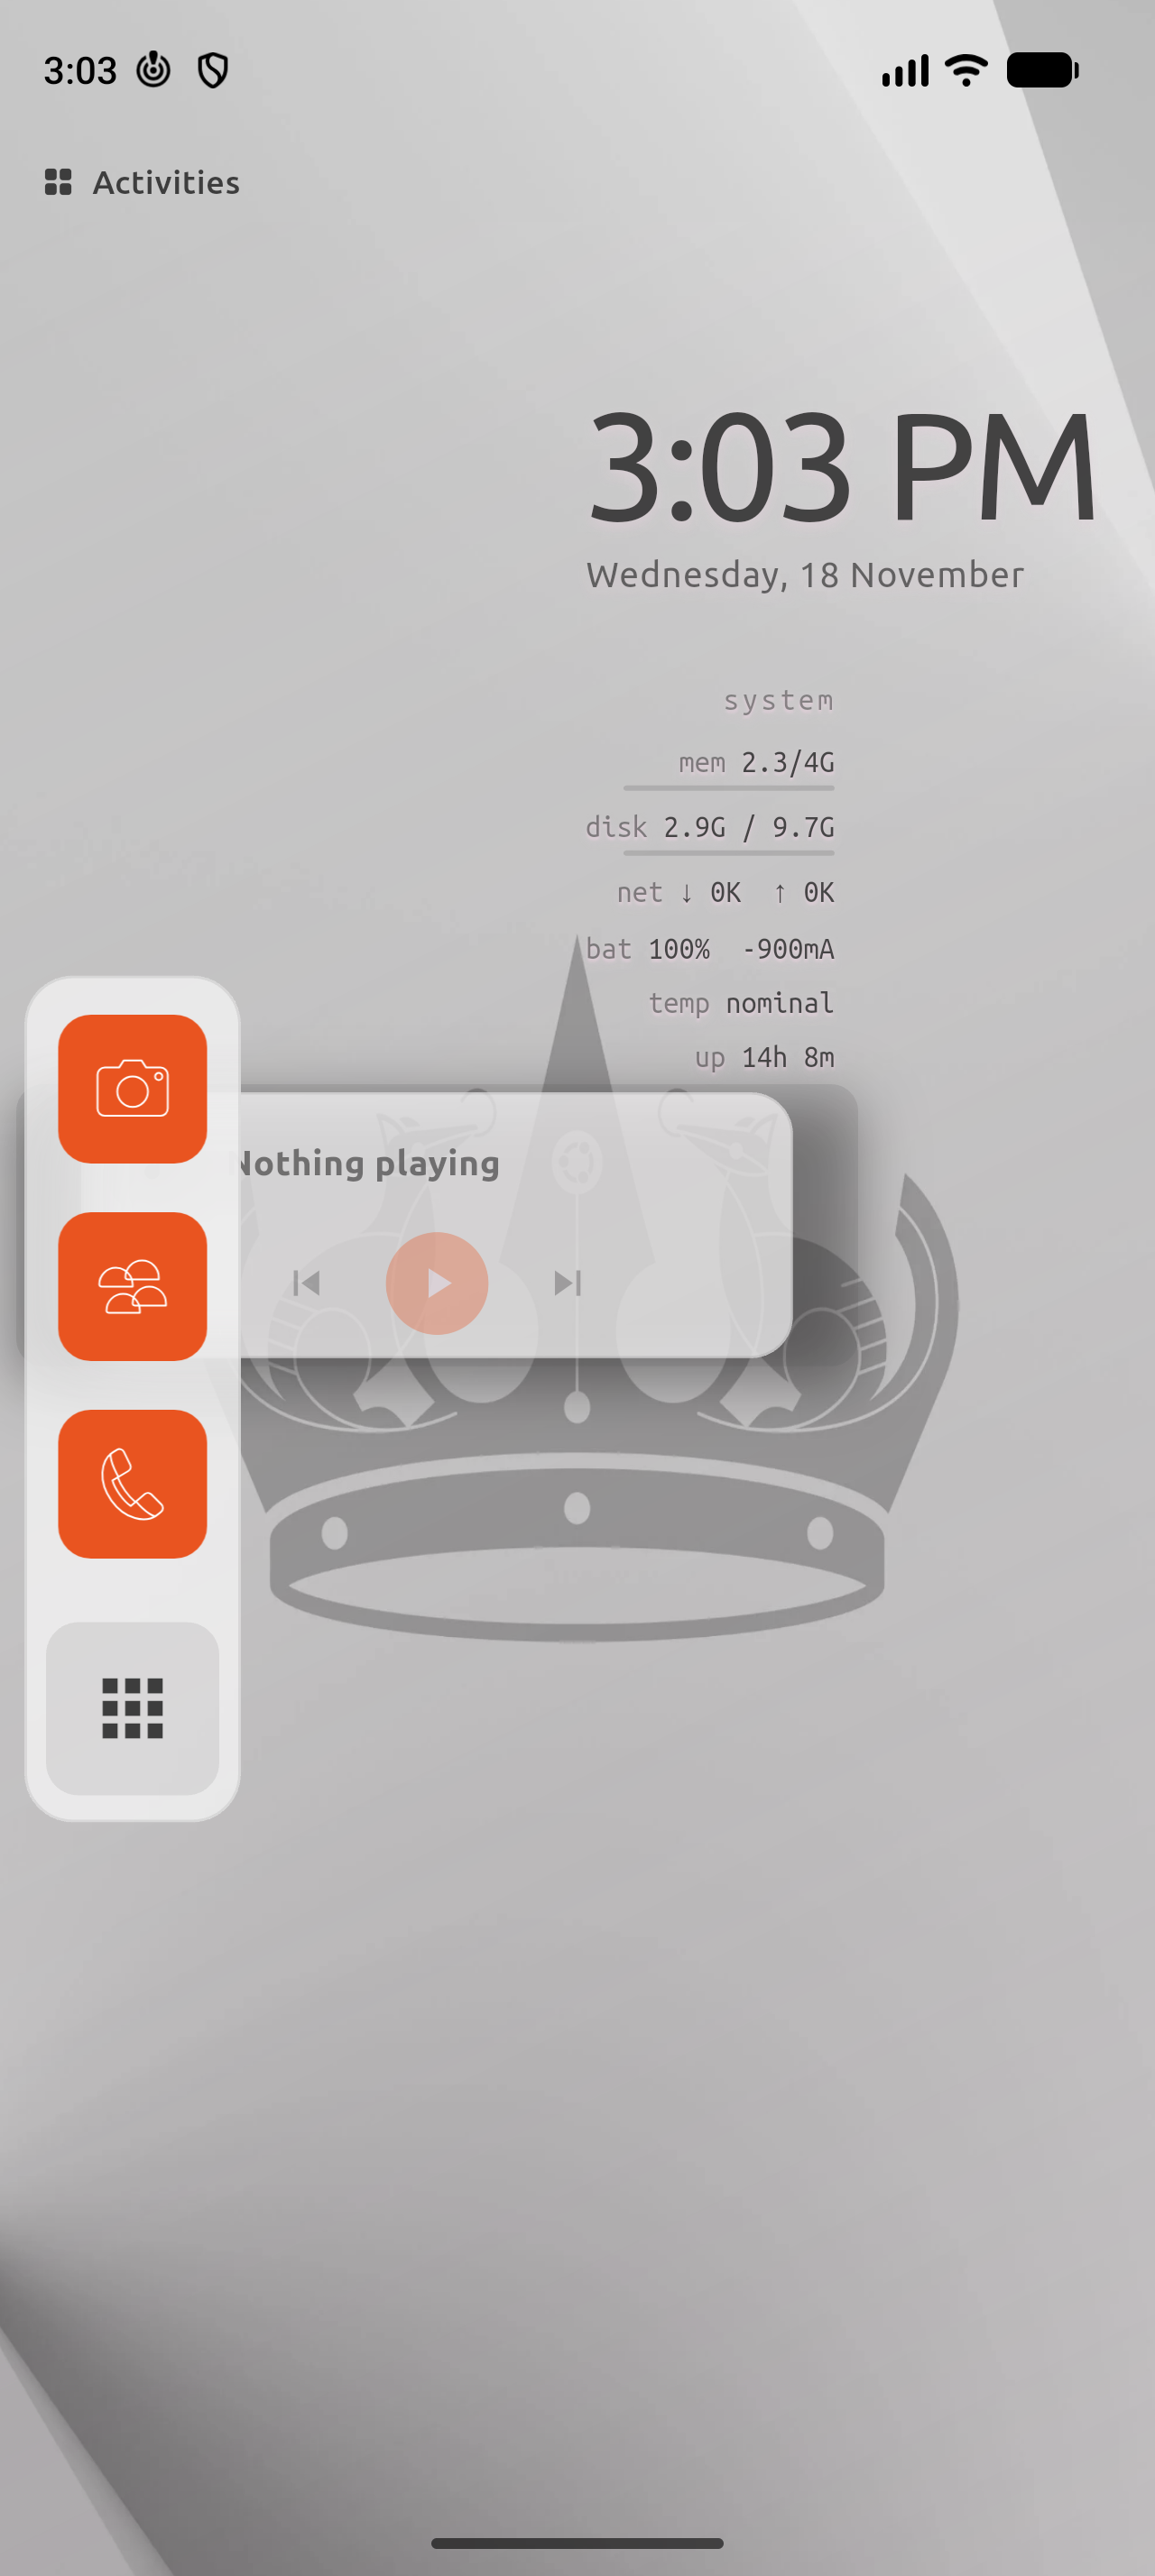 3:03
Activities
3:03 PM
Wednesday, 18 November
system
mem 2.3/4G
disk 2.9G / 9.7G
net ↓ 0K ↑ 0K
bat 100% -900mA
temp nominal
up 14h 8m
Nothing playing